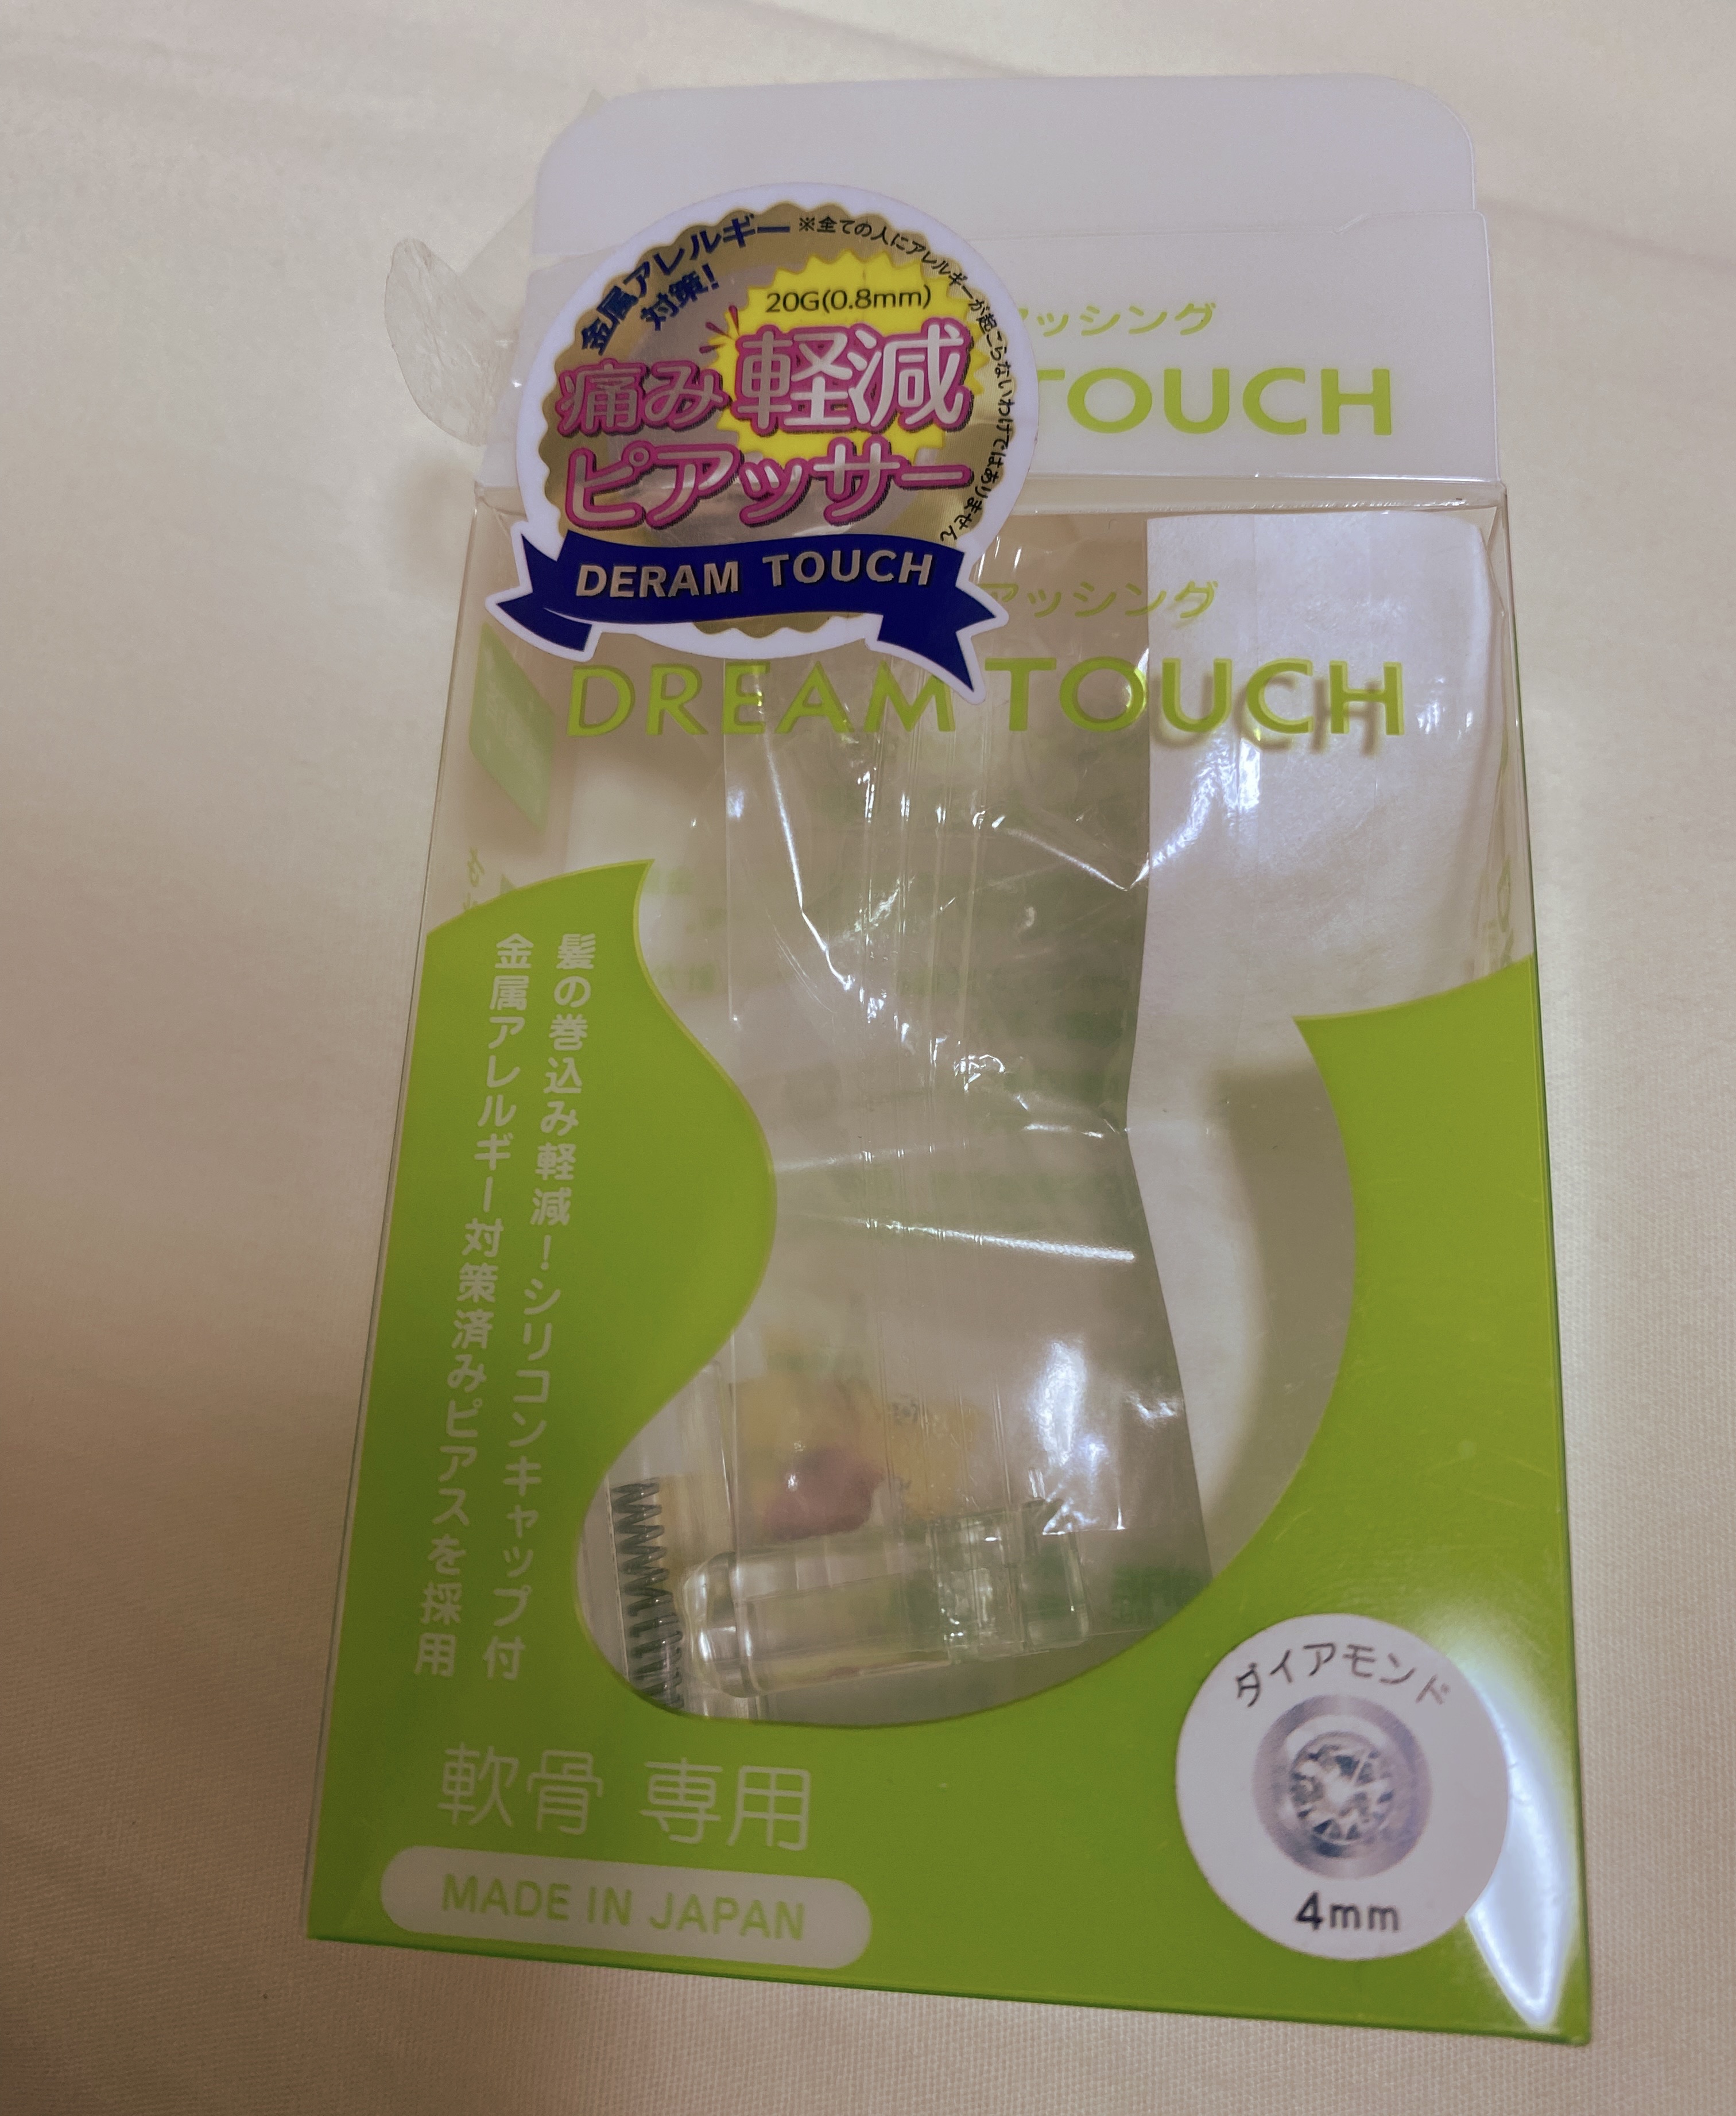 金属アレルギー
対策!
※全ての人にアレルギーが起こらないわけではありません
20G(0.8mm)
痛み軽減
ピアッサー
DERAM TOUCH
アッシング
TOUCH
アッシング
DREAM TOUCH
髪の巻込み軽減!シリコンキャップ付
金属アレルギー対策済みピアスを採用
軟骨 専用
MADE IN JAPAN
ダイアモンド
4mm